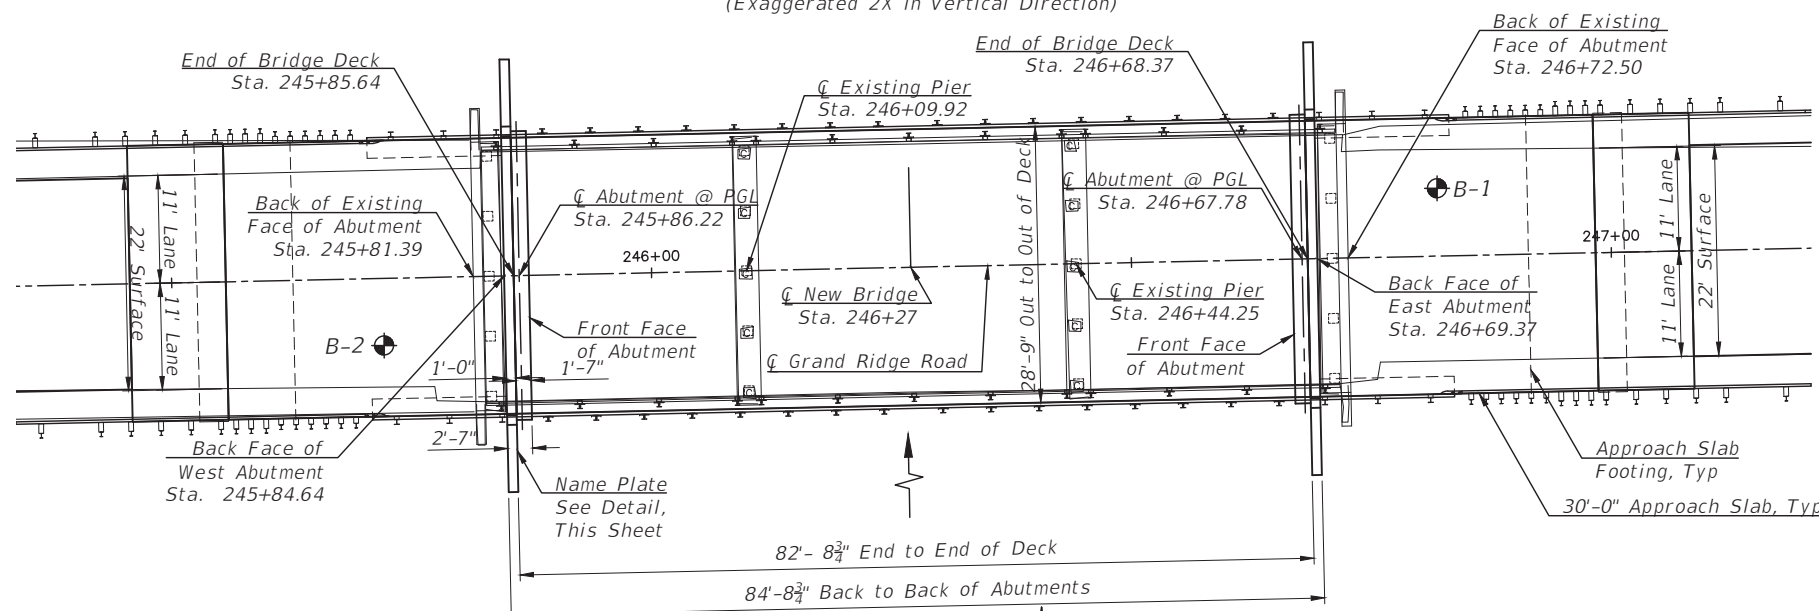 (Exaggerated 2X in Vertical Direction)
End of Bridge Deck
Sta. 245+85.64
℄ Existing Pier
Sta. 246+09.92
End of Bridge Deck
Sta. 246+68.37
Back of Existing
Face of Abutment
Sta. 246+72.50
11' Lane
11' Lane
22' Surface
Back of Existing
Face of Abutment
Sta. 245+81.39
℄ Abutment @ PGL
Sta. 245+86.22
246+00
28'-9" Out to Out of Deck
℄ Abutment @ PGL
Sta. 246+67.78
B-1
247+00
11' Lane
11' Lane
22' Surface
B-2
Front Face
of Abutment
℄ New Bridge
Sta. 246+27
℄ Existing Pier
Sta. 246+44.25
Back Face of
East Abutment
Sta. 246+69.37
Front Face
of Abutment
℄ Grand Ridge Road
1'-0"
1'-7"
2'-7"
Back Face of
West Abutment
Sta. 245+84.64
Name Plate
See Detail,
This Sheet
Approach Slab
Footing, Typ
30'-0" Approach Slab, Typ
82'- 8¾" End to End of Deck
84'-8¾" Back to Back of Abutments